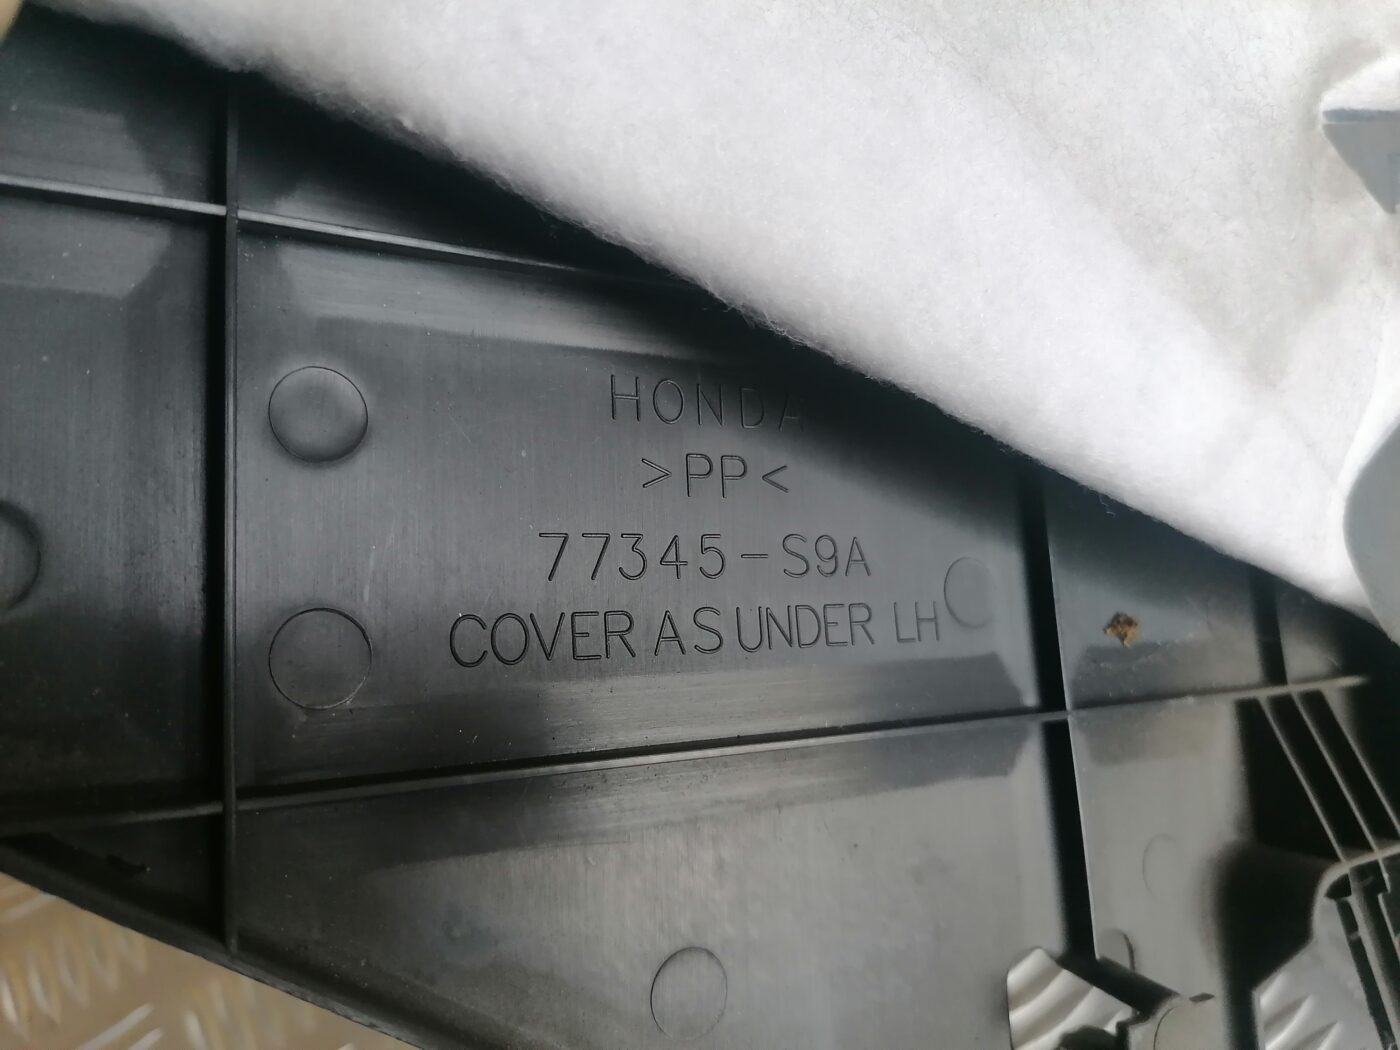 HONDA
>PP<
77345-S9A
COVER AS UNDER LH